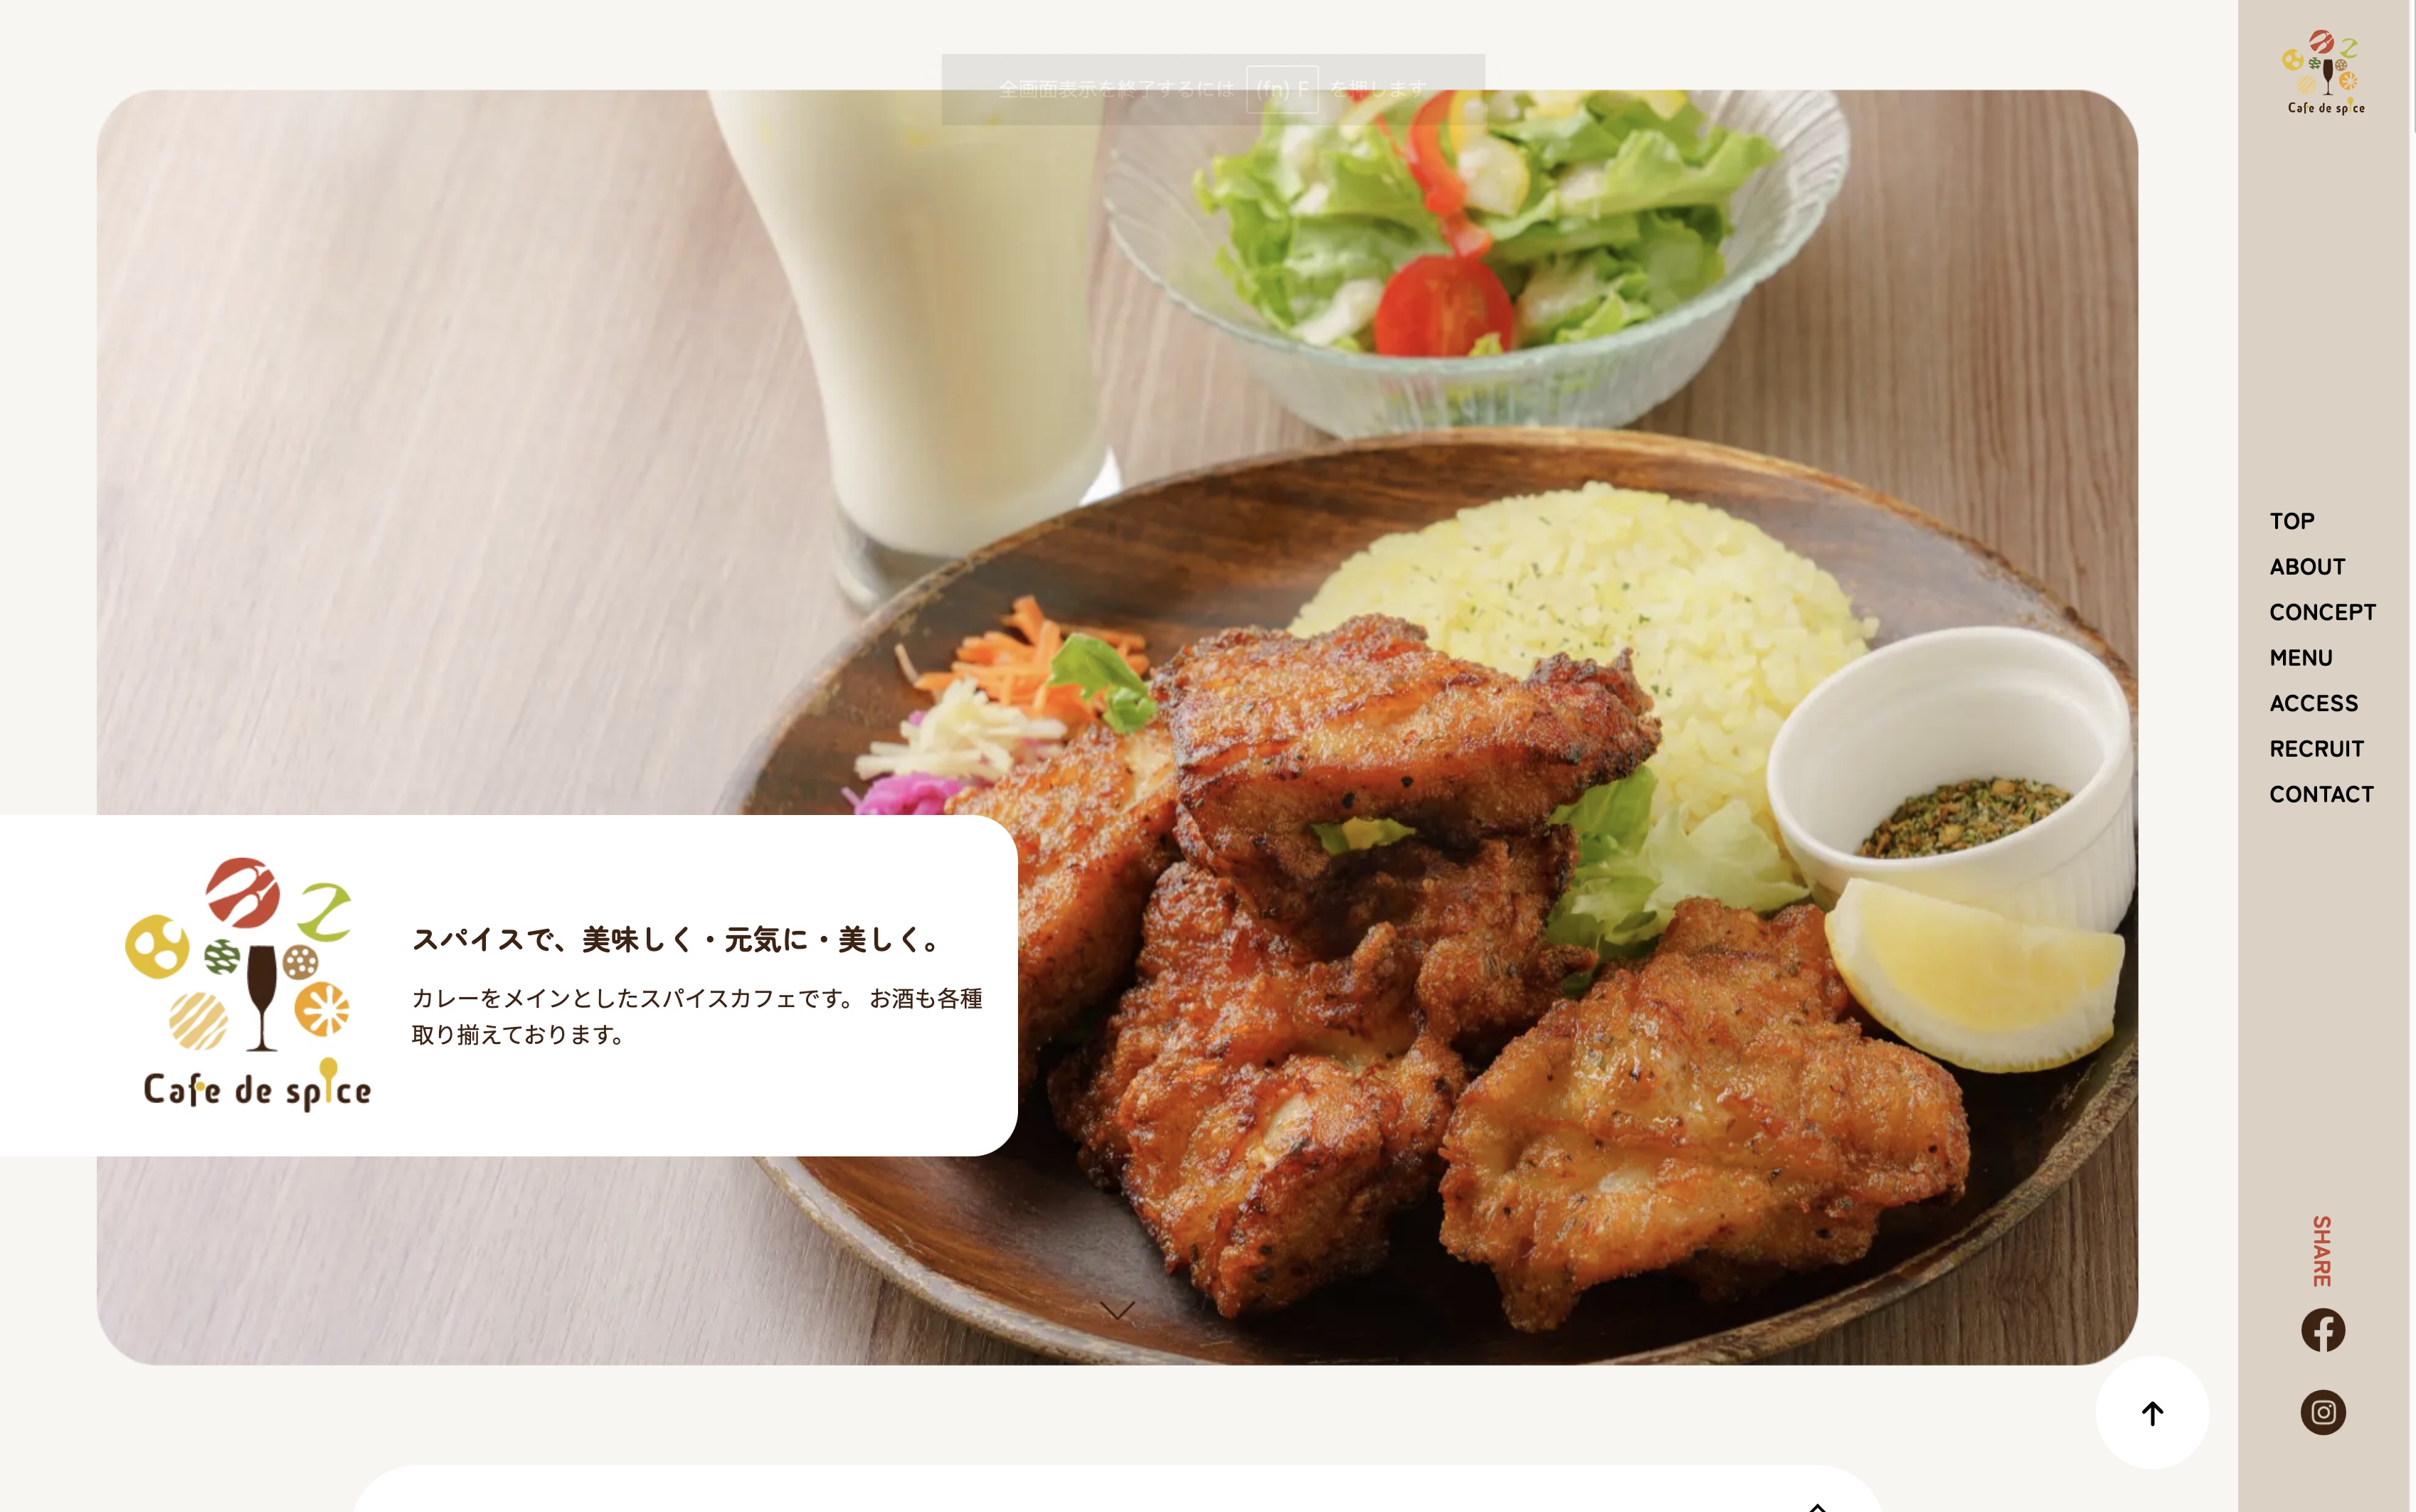 全画面表示を終了するには (fn) F を押します
Cafe de spice
TOP
ABOUT
CONCEPT
MENU
ACCESS
RECRUIT
CONTACT
スパイスで、美味しく・元気に・美しく。
カレーをメインとしたスパイスカフェです。 お酒も各種
取り揃えております。
Cafe de spice
SHARE